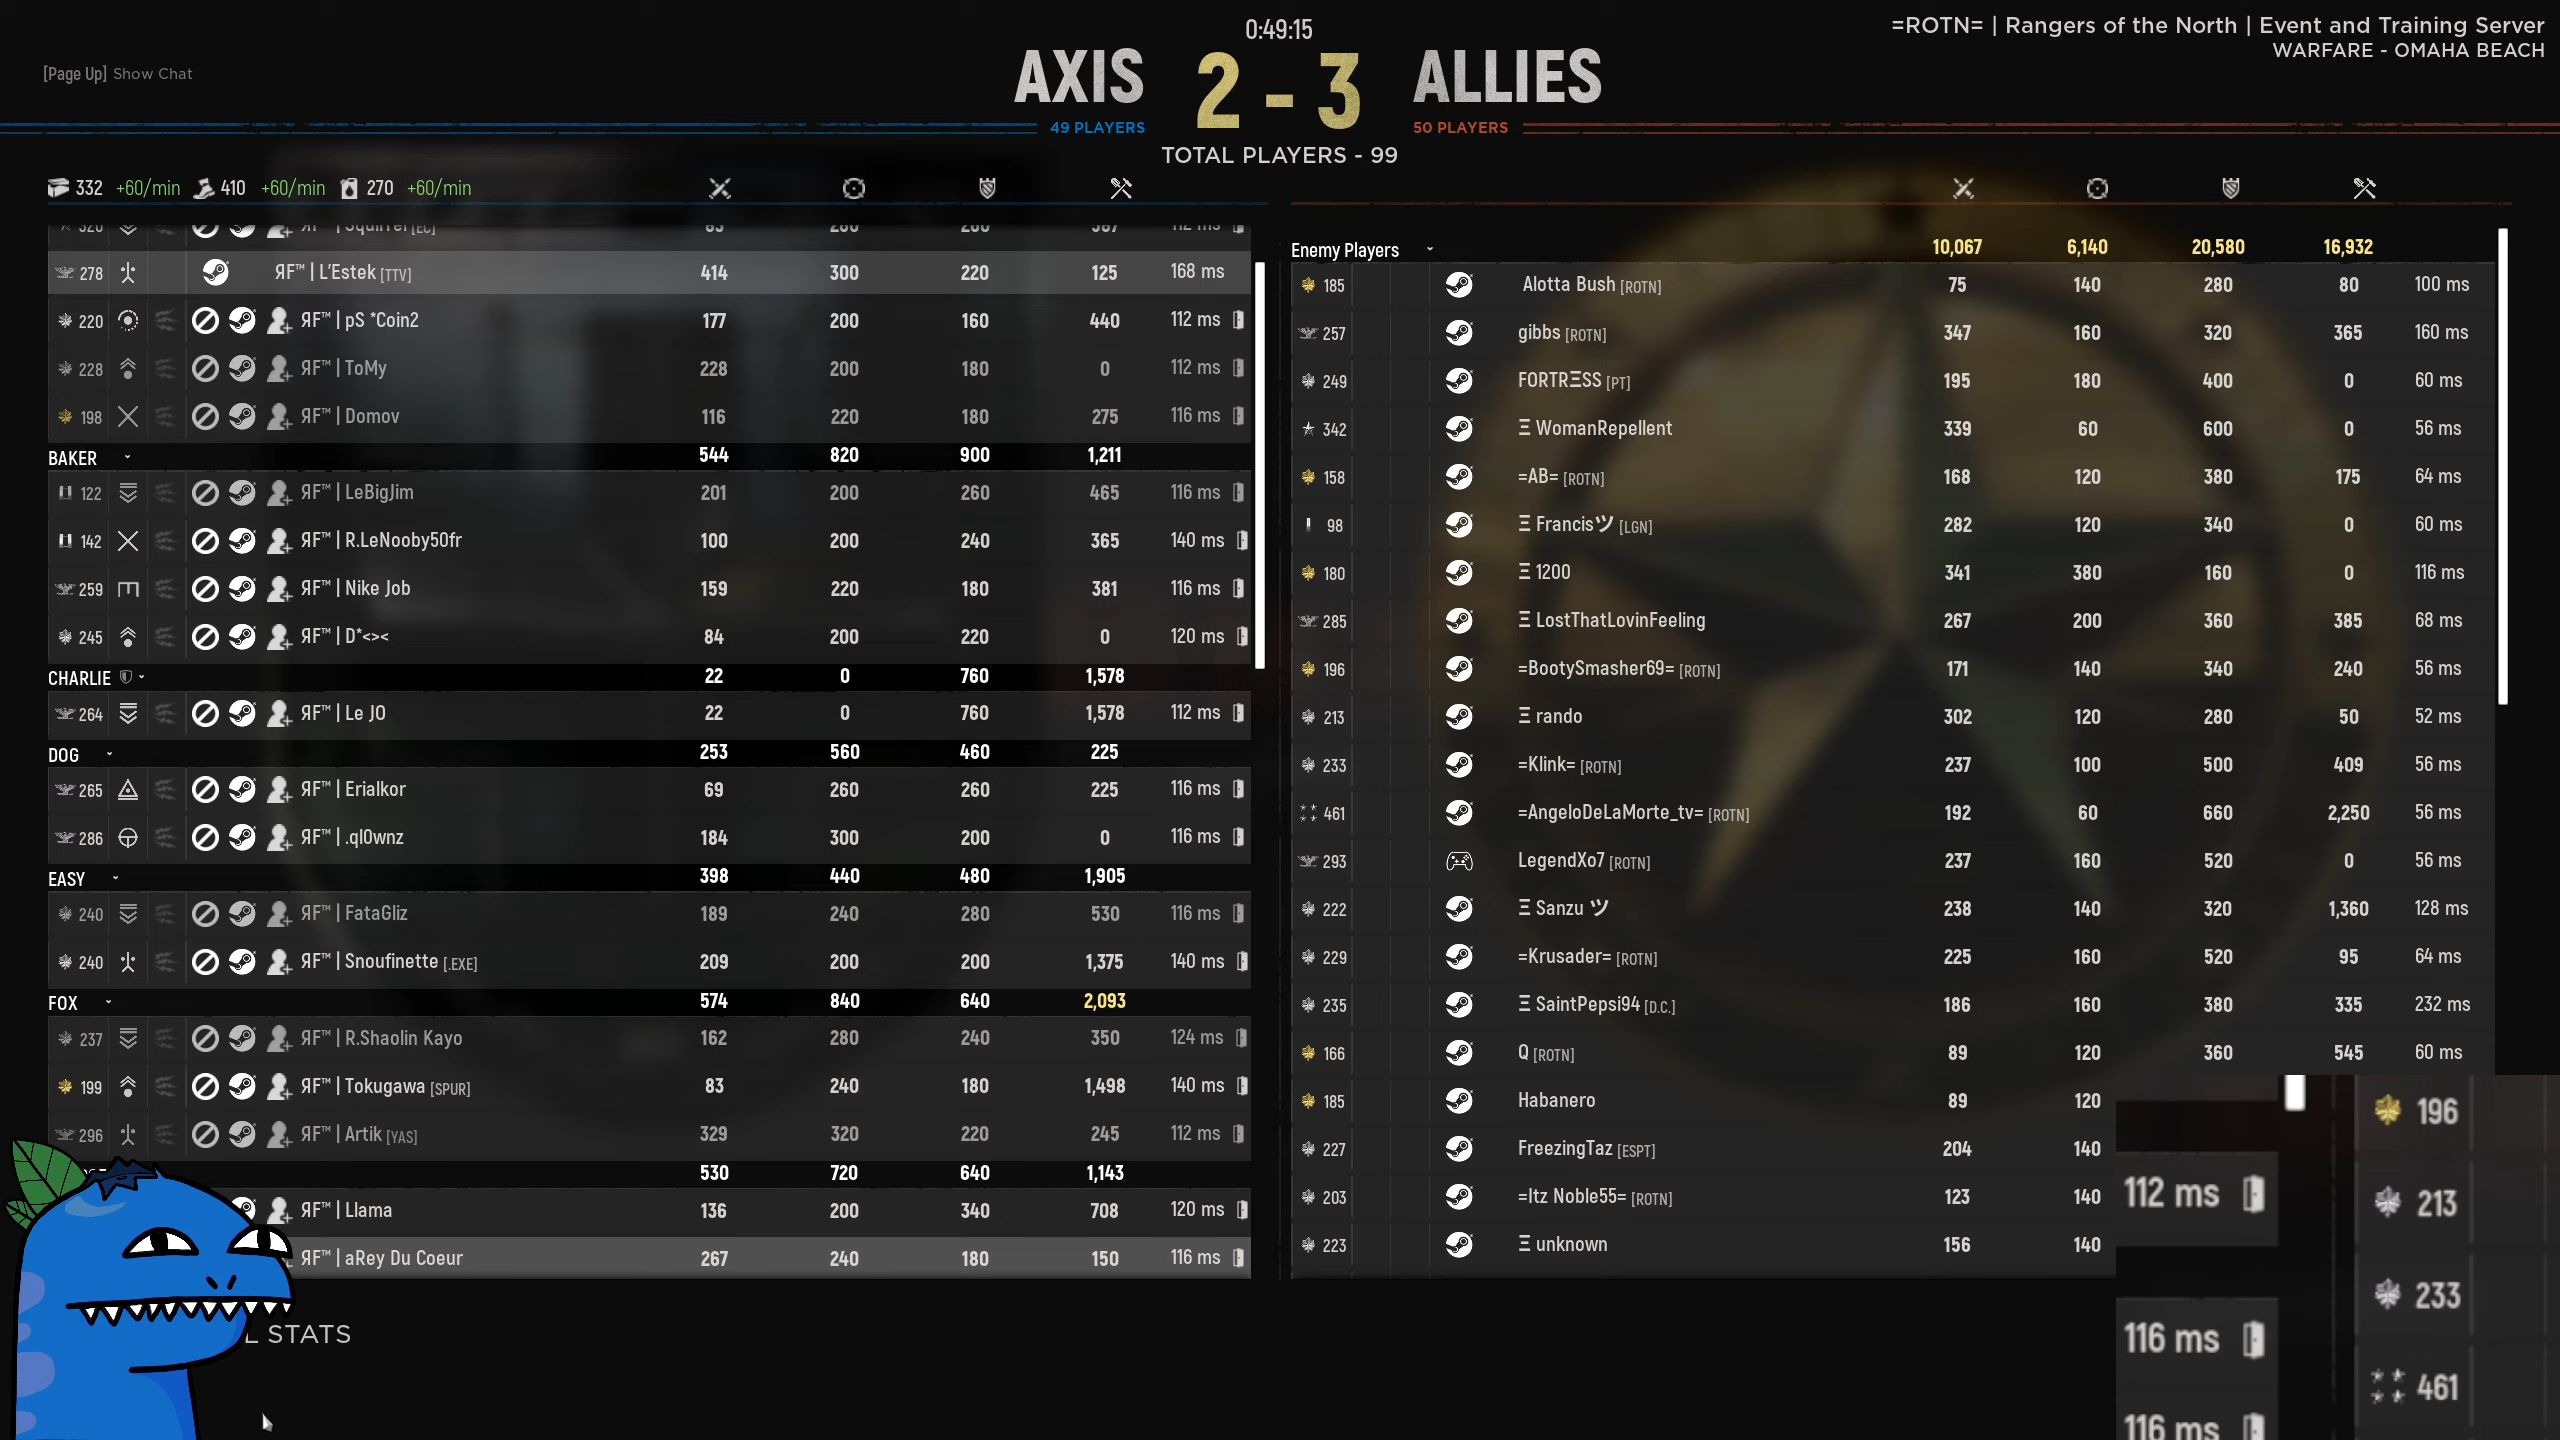 [Page Up] Show Chat
0:49:15
AXIS 2 - 3 ALLIES
49 PLAYERS 50 PLAYERS
TOTAL PLAYERS - 99
=ROTN= | Rangers of the North | Event and Training Server
WARFARE - OMAHA BEACH
332 +60/min 410 +60/min 270 +60/min
278 ЯF™ | L'Estek [TTV] 414 300 220 125 168 ms
220 ЯF™ | pS *Coin2 177 200 160 440 112 ms
228 ЯF™ | ToMy 228 200 180 0 112 ms
198 ЯF™ | Domov 116 220 180 275 116 ms
BAKER 544 820 900 1,211
122 ЯF™ | LeBigJim 201 200 260 465 116 ms
142 ЯF™ | R.LeNooby50fr 100 200 240 365 140 ms
259 ЯF™ | Nike Job 159 220 180 381 116 ms
245 ЯF™ | D*<>< 84 200 220 0 120 ms
CHARLIE 22 0 760 1,578
264 ЯF™ | Le JO 22 0 760 1,578 112 ms
DOG 253 560 460 225
265 ЯF™ | Erialkor 69 260 260 225 116 ms
286 ЯF™ | .ql0wnz 184 300 200 0 116 ms
EASY 398 440 480 1,905
240 ЯF™ | FataGliz 189 240 280 530 116 ms
240 ЯF™ | Snoufinette [.EXE] 209 200 200 1,375 140 ms
FOX 574 840 640 2,093
237 ЯF™ | R.Shaolin Kayo 162 280 240 350 124 ms
199 ЯF™ | Tokugawa [SPUR] 83 240 180 1,498 140 ms
296 ЯF™ | Artik [YAS] 329 320 220 245 112 ms
530 720 640 1,143
ЯF™ | Llama 136 200 340 708 120 ms
ЯF™ | aRey Du Coeur 267 240 180 150 116 ms
L STATS
Enemy Players 10,067 6,140 20,580 16,932
185 Alotta Bush [ROTN] 75 140 280 80 100 ms
257 gibbs [ROTN] 347 160 320 365 160 ms
249 FORTRΞSS [PT] 195 180 400 0 60 ms
342 Ξ WomanRepellent 339 60 600 0 56 ms
158 =AB= [ROTN] 168 120 380 175 64 ms
98 Ξ Francisツ [LGN] 282 120 340 0 60 ms
180 Ξ 1200 341 380 160 0 116 ms
285 Ξ LostThatLovinFeeling 267 200 360 385 68 ms
196 =BootySmasher69= [ROTN] 171 140 340 240 56 ms
213 Ξ rando 302 120 280 50 52 ms
233 =Klink= [ROTN] 237 100 500 409 56 ms
461 =AngeloDeLaMorte_tv= [ROTN] 192 60 660 2,250 56 ms
293 LegendXo7 [ROTN] 237 160 520 0 56 ms
222 Ξ Sanzu ツ 238 140 320 1,360 128 ms
229 =Krusader= [ROTN] 225 160 520 95 64 ms
235 Ξ SaintPepsi94 [D.C.] 186 160 380 335 232 ms
166 Q [ROTN] 89 120 360 545 60 ms
185 Habanero 89 120
227 FreezingTaz [ESPT] 204 140
203 =Itz Noble55= [ROTN] 123 140
223 Ξ unknown 156 140
196
112 ms 213
233
116 ms
461
116 ms